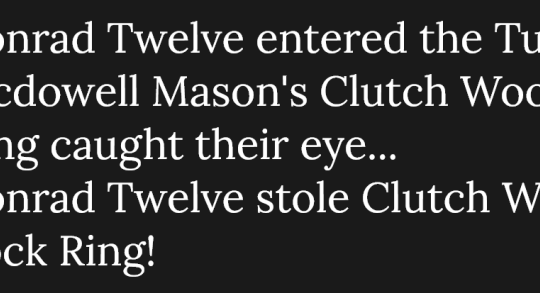 onrad Twelve entered the Tu
cdowell Mason's Clutch Woo
ng caught their eye...
onrad Twelve stole Clutch W
ock Ring!